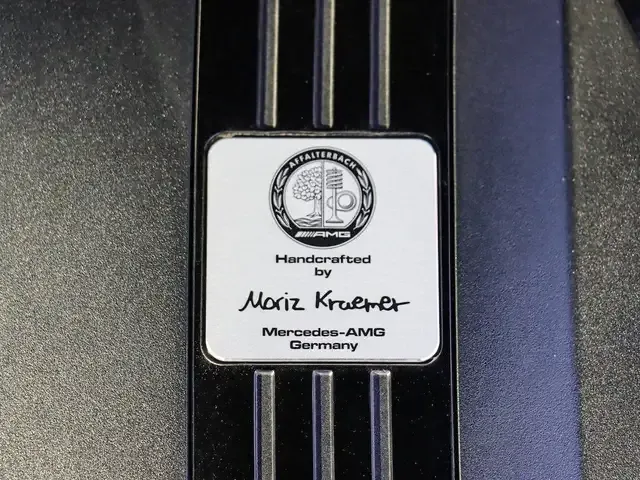 AFFALTERBACH
AMG
Handcrafted
by
Moriz Kraemer
Mercedes-AMG
Germany